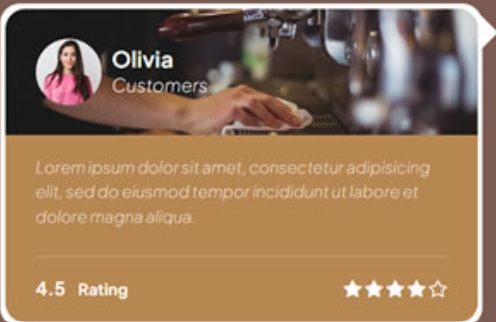 Olivia
Customers
Lorem ipsum dolor sit amet, consectetur adipisicing
elit, sed do eiusmod tempor incididunt ut labore et
dolore magna aliqua.
4.5 Rating